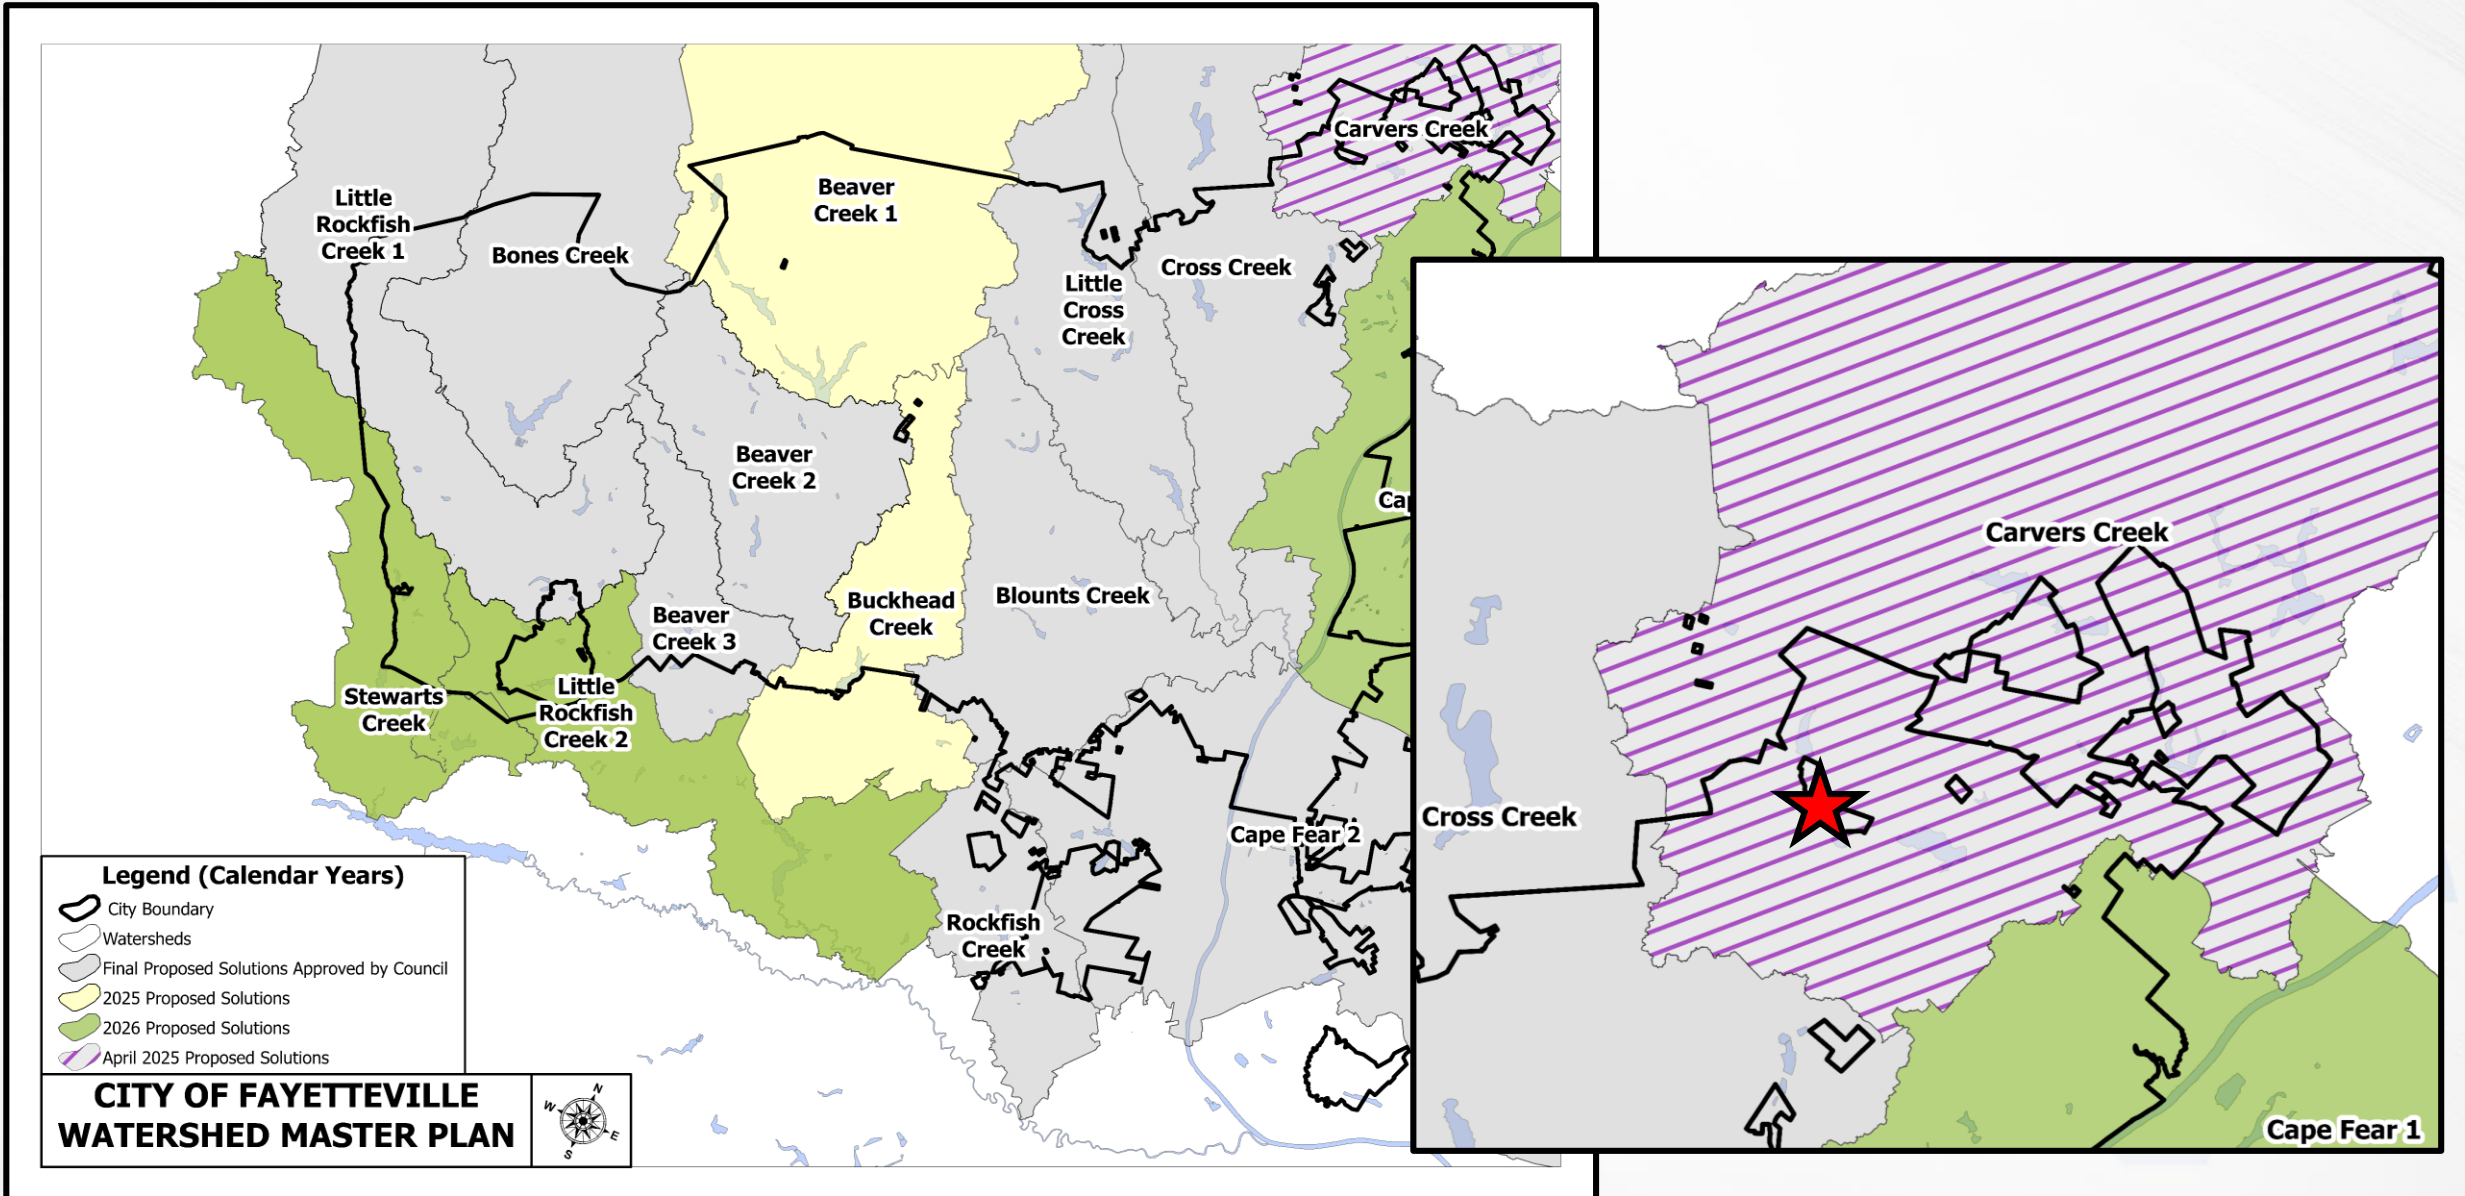 Little
Rockfish
Creek 1
Bones Creek
Beaver
Creek 1
Carvers Creek
Little
Cross
Creek
Cross Creek
Beaver
Creek 2
Buckhead
Creek
Blounts Creek
Beaver
Creek 3
Stewarts
Creek
Little
Rockfish
Creek 2
Cape Fear 2
Rockfish
Creek
Carvers Creek
Cross Creek
Cape Fear 1
Legend (Calendar Years)
City Boundary
Watersheds
Final Proposed Solutions Approved by Council
2025 Proposed Solutions
2026 Proposed Solutions
April 2025 Proposed Solutions
CITY OF FAYETTEVILLE
WATERSHED MASTER PLAN
N
W
E
S